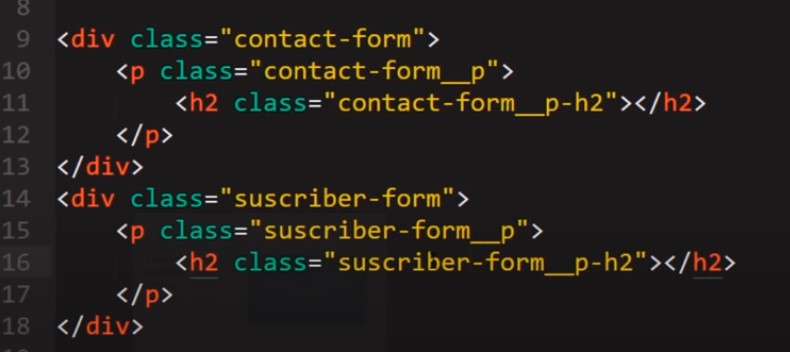 8
9 <div class="contact-form">
10 <p class="contact-form__p">
11 <h2 class="contact-form__p-h2"></h2>
12 </p>
13 </div>
14 <div class="suscriber-form">
15 <p class="suscriber-form__p">
16 <h2 class="suscriber-form__p-h2"></h2>
17 </p>
18 </div>